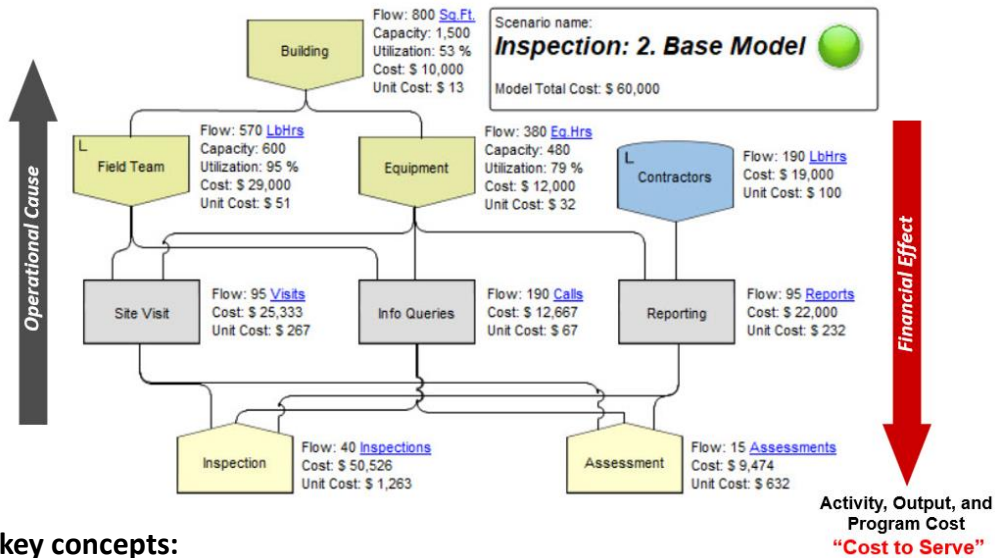 Flow: 800 Sq.Ft.
Capacity: 1,500
Utilization: 53 %
Cost: $ 10,000
Unit Cost: $ 13
Building
Scenario name:
Inspection: 2. Base Model
Model Total Cost: $ 60,000
Operational Cause
L
Field Team
Flow: 570 LbHrs
Capacity: 600
Utilization: 95 %
Cost: $ 29,000
Unit Cost: $ 51
Equipment
Flow: 380 Eq.Hrs
Capacity: 480
Utilization: 79 %
Cost: $ 12,000
Unit Cost: $ 32
L
Contractors
Flow: 190 LbHrs
Cost: $ 19,000
Unit Cost: $ 100
Financial Effect
Site Visit
Flow: 95 Visits
Cost: $ 25,333
Unit Cost: $ 267
Info Queries
Flow: 190 Calls
Cost: $ 12,667
Unit Cost: $ 67
Reporting
Flow: 95 Reports
Cost: $ 22,000
Unit Cost: $ 232
Inspection
Flow: 40 Inspections
Cost: $ 50,526
Unit Cost: $ 1,263
Assessment
Flow: 15 Assessments
Cost: $ 9,474
Unit Cost: $ 632
Activity, Output, and
Program Cost
“Cost to Serve”
key concepts: